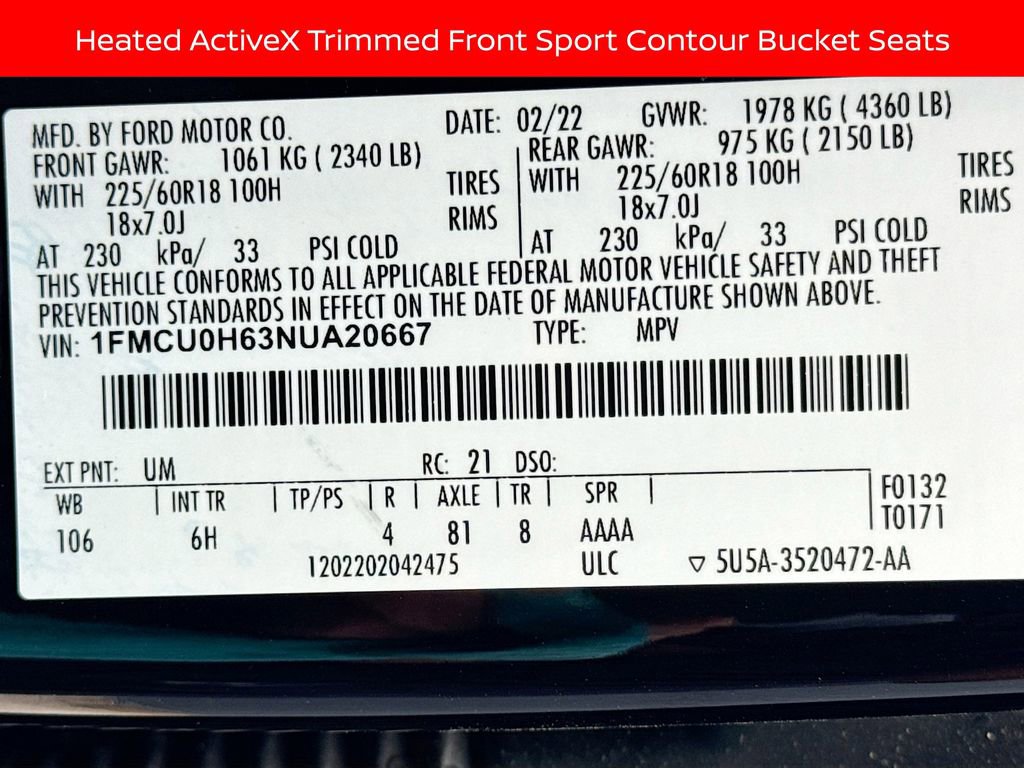 Heated ActiveX Trimmed Front Sport Contour Bucket Seats
MFD. BY FORD MOTOR CO. DATE: 02/22 GVWR: 1978 KG ( 4360 LB)
FRONT GAWR: 1061 KG ( 2340 LB) REAR GAWR: 975 KG ( 2150 LB)
WITH 225/60R18 100H TIRES WITH 225/60R18 100H TIRES
18x7.0J RIMS 18x7.0J RIMS
AT 230 kPa/ 33 PSI COLD AT 230 kPa/ 33 PSI COLD
THIS VEHICLE CONFORMS TO ALL APPLICABLE FEDERAL MOTOR VEHICLE SAFETY AND THEFT
PREVENTION STANDARDS IN EFFECT ON THE DATE OF MANUFACTURE SHOWN ABOVE.
VIN: 1FMCU0H63NUA20667 TYPE: MPV
EXT PNT: UM RC: 21 DSO:
WB INT TR TP/PS R AXLE TR SPR F0132
106 6H 4 81 8 AAAA T0171
1202202042475 ULC ▽ 5U5A-3520472-AA